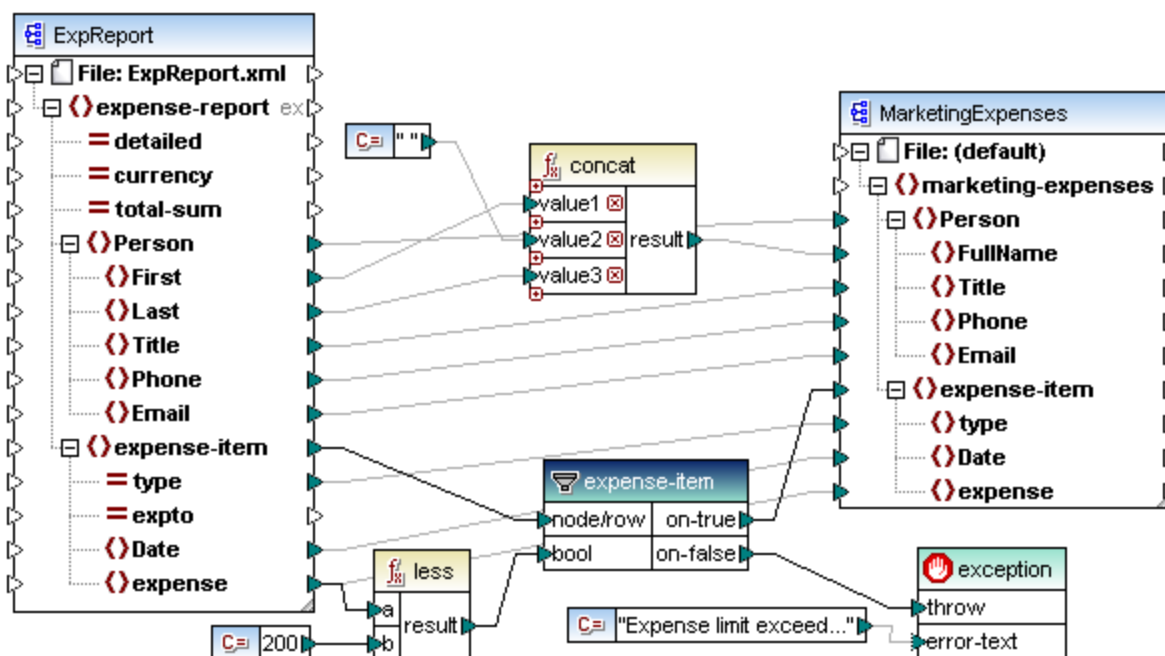 ExpReport
File: ExpReport.xml
expense-report ex
detailed
currency
total-sum
Person
First
Last
Title
Phone
Email
expense-item
type
expto
Date
expense
C= " "
concat
value1
value2 result
value3
MarketingExpenses
File: (default)
marketing-expenses
Person
FullName
Title
Phone
Email
expense-item
type
Date
expense
expense-item
node/row on-true
bool on-false
less
a
result
b
C= 200
C= "Expense limit exceed..."
exception
throw
error-text